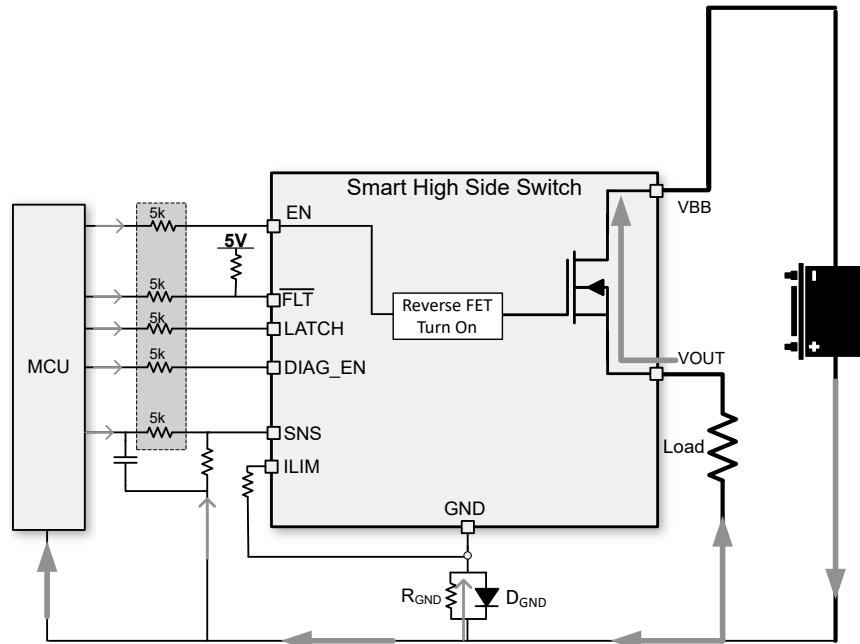 Smart High Side Switch
VBB
5k
EN
5V
5k
FLT
Reverse FET
Turn On
5k
LATCH
VOUT
MCU
5k
DIAG_EN
5k
SNS
Load
ILIM
GND
RGND
DGND
-
+